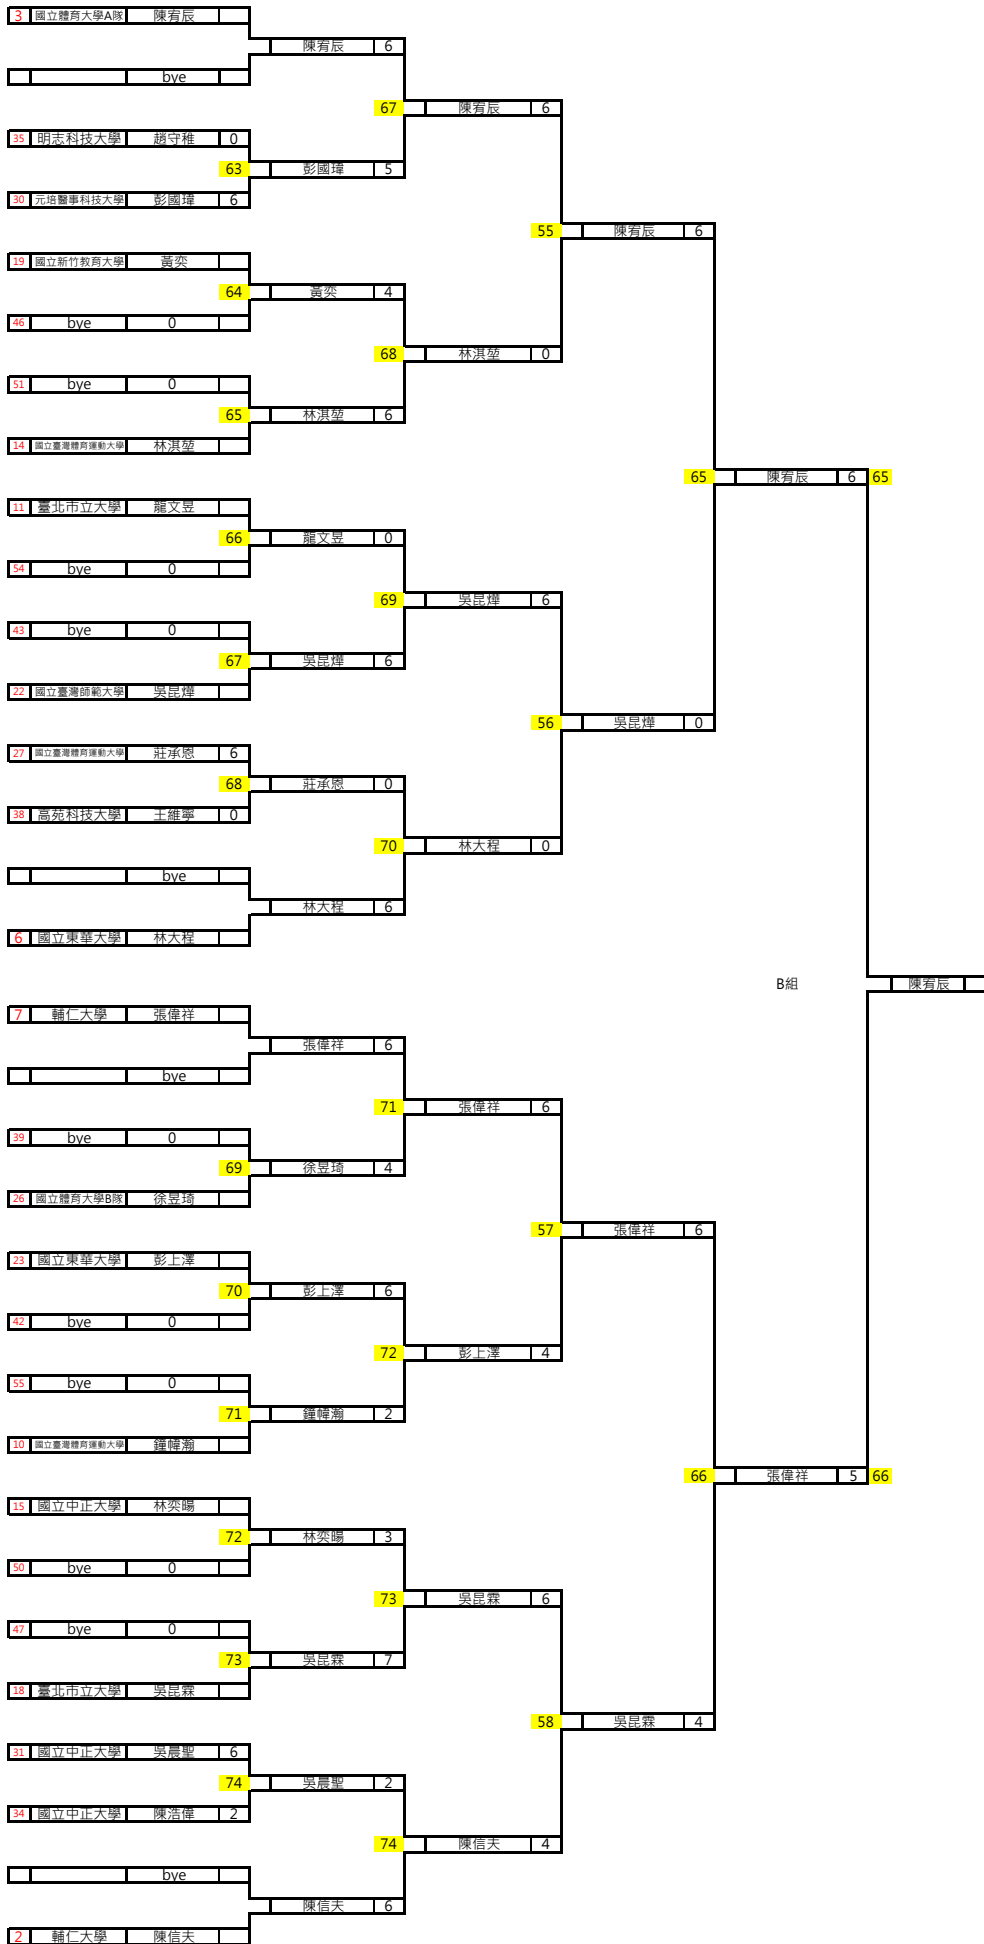 3 國立體育大學A隊 陳宥辰
陳宥辰 6
bye
67 陳宥辰 6
35 明志科技大學 趙守稚 0
63 彭國瑋 5
30 元培醫事科技大學 彭國瑋 6
55 陳宥辰 6
19 國立新竹教育大學 黃奕
64 黃奕 4
46 bye 0
68 林淇堃 0
51 bye 0
65 林淇堃 6
14 國立臺灣體育運動大學 林淇堃
65 陳宥辰 6 65
11 臺北市立大學 龍文昱
66 龍文昱 0
54 bye 0
69 吳昆燁 6
43 bye 0
67 吳昆燁 6
22 國立臺灣師範大學 吳昆燁
56 吳昆燁 0
27 國立臺灣體育運動大學 莊承恩 6
68 莊承恩 0
38 高苑科技大學 王維寧 0
70 林大程 0
bye
林大程 6
6 國立東華大學 林大程
B組 陳宥辰
7 輔仁大學 張偉祥
張偉祥 6
bye
71 張偉祥 6
39 bye 0
69 徐昱琦 4
26 國立體育大學B隊 徐昱琦
57 張偉祥 6
23 國立東華大學 彭上澤
70 彭上澤 6
42 bye 0
72 彭上澤 4
55 bye 0
71 鐘幃瀚 2
10 國立臺灣體育運動大學 鐘幃瀚
66 張偉祥 5 66
15 國立中正大學 林奕暘
72 林奕暘 3
50 bye 0
73 吳昆霖 6
47 bye 0
73 吳昆霖 7
18 臺北市立大學 吳昆霖
58 吳昆霖 4
31 國立中正大學 吳晨聖 6
74 吳晨聖 2
34 國立中正大學 陳浩偉 2
74 陳信夫 4
bye
陳信夫 6
2 輔仁大學 陳信夫